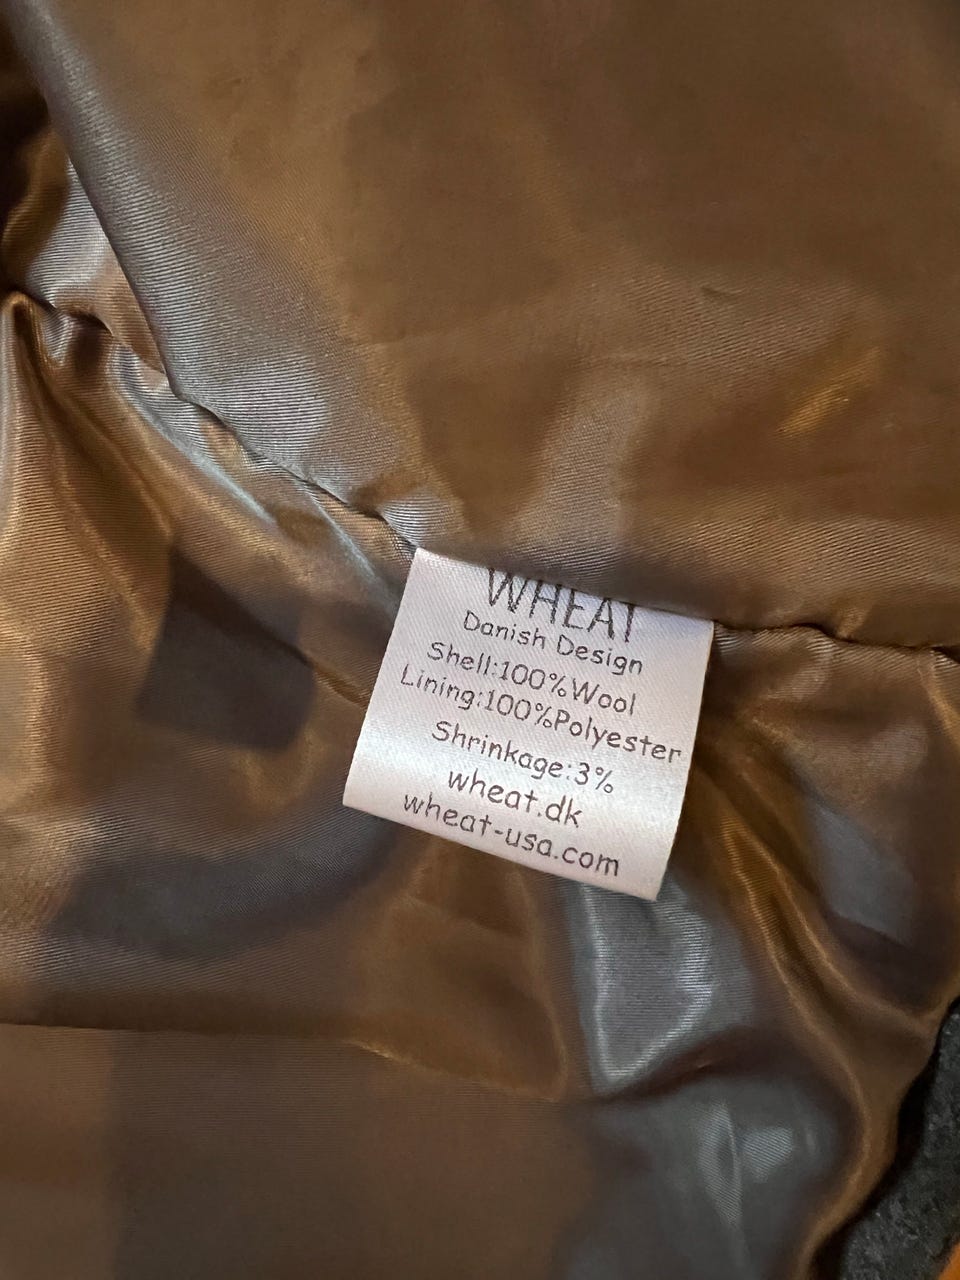 WHEAT
Danish Design
Shell:100%Wool
Lining:100%Polyester
Shrinkage:3%
wheat.dk
wheat-usa.com